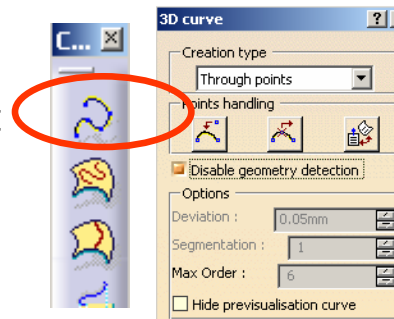 C...
3D curve
Creation type
Through points
Points handling
Disable geometry detection
Options
Deviation : 0.05mm
Segmentation : 1
Max Order : 6
Hide previsualisation curve